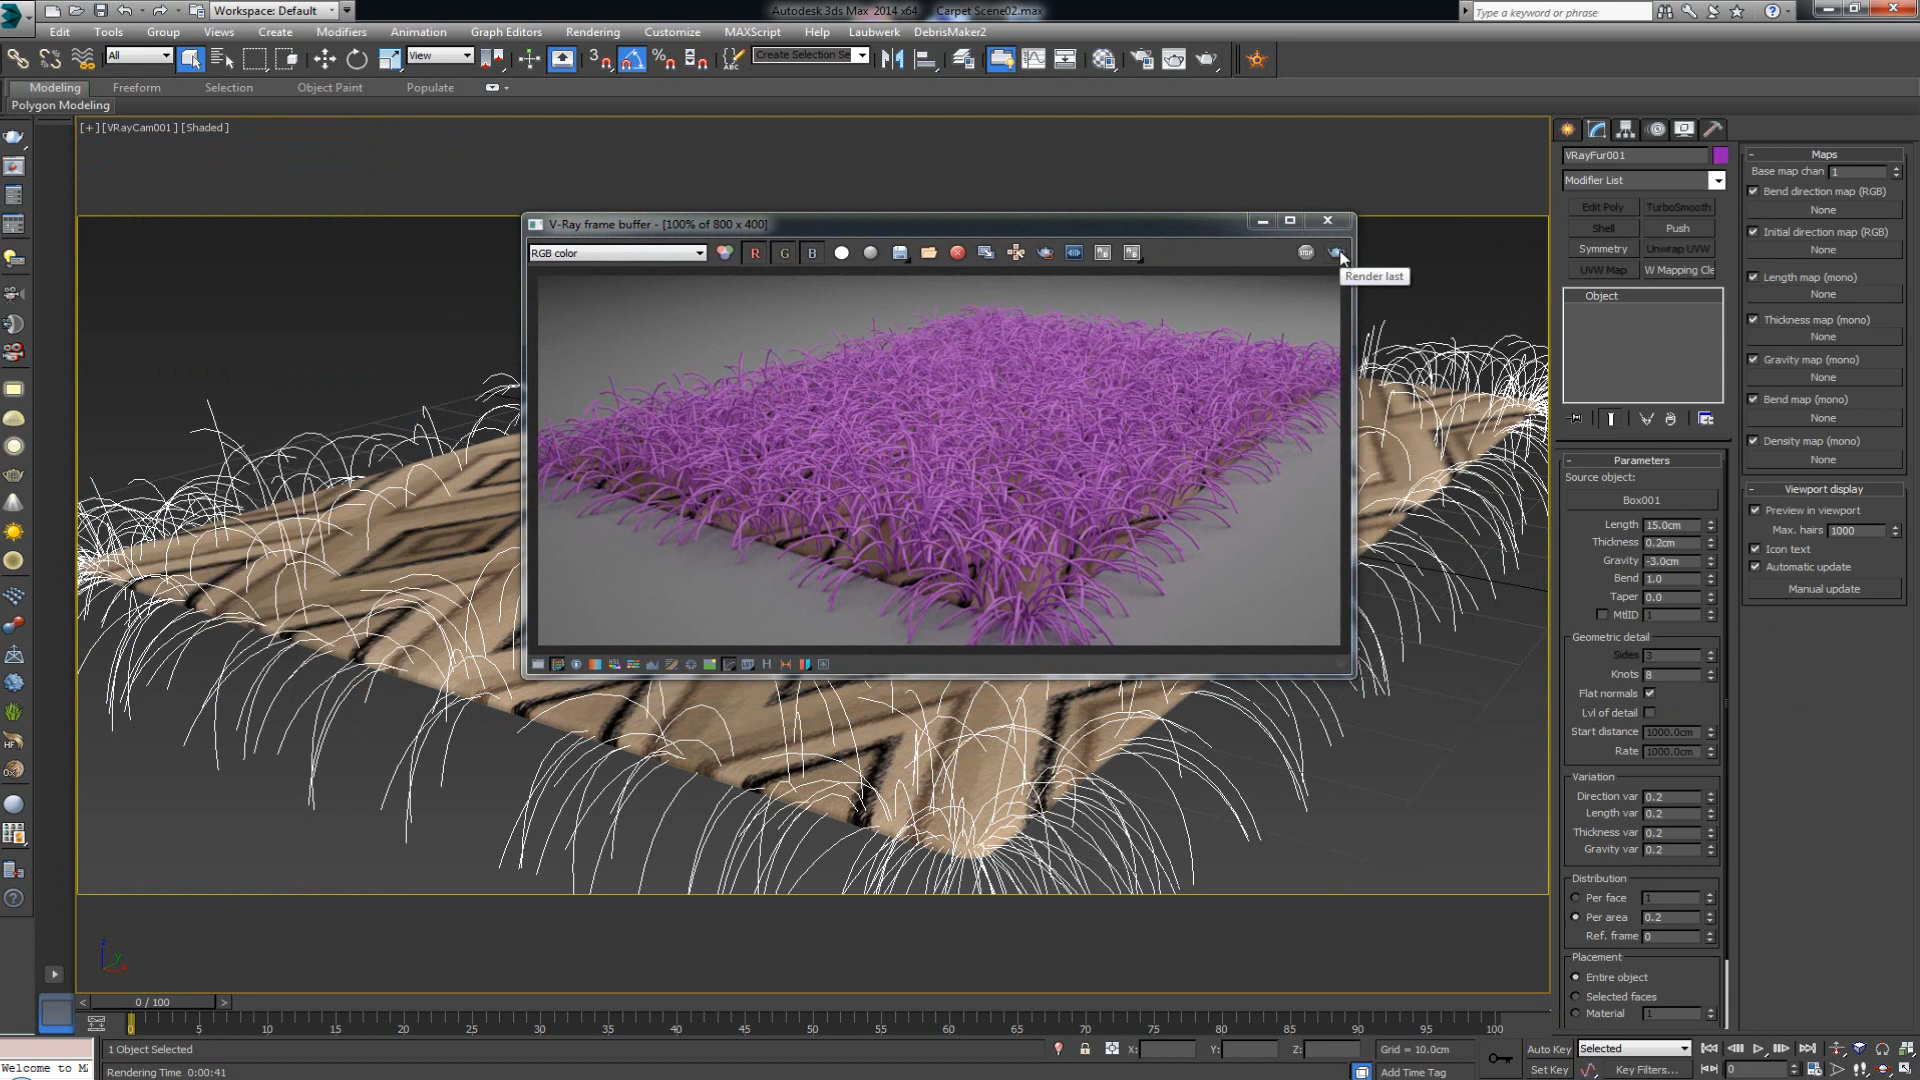 Workspace: Default
Autodesk 3ds Max 2014 x64 Carpet Scene02.max
Type a keyword or phrase
Edit Tools Group Views Create Modifiers Animation Graph Editors Rendering Customize MAXScript Help Laubwerk DebrisMaker2
All
View
Create Selection Se
Modeling Freeform Selection Object Paint Populate
Polygon Modeling
[+] [VRayCam001] [Shaded]
V-Ray frame buffer - [100% of 800 x 400]
RGB color
R G B
STOP
Render last
H
VRayFur001
Modifier List
Edit Poly TurboSmooth
Shell Push
Symmetry Unwrap UVW
UVW Map W Mapping Cle
Object
Parameters
Source object:
Box001
Length 15.0cm
Thickness 0.2cm
Gravity -3.0cm
Bend 1.0
Taper 0.0
MtlID 1
Geometric detail
Sides 3
Knots 8
Flat normals
Lvl of detail
Start distance 1000.0cm
Rate 1000.0cm
Variation
Direction var 0.2
Length var 0.2
Thickness var 0.2
Gravity var 0.2
Distribution
Per face 1
Per area 0.2
Ref. frame 0
Placement
Entire object
Selected faces
Material 1
Maps
Base map chan 1
Bend direction map (RGB)
None
Initial direction map (RGB)
None
Length map (mono)
None
Thickness map (mono)
None
Gravity map (mono)
None
Bend map (mono)
None
Density map (mono)
None
Viewport display
Preview in viewport
Max. hairs 1000
Icon text
Automatic update
Manual update
HF
z
y
x
< 0 / 100 >
0 5 10 15 20 25 30 35 40 45 50 55 60 65 70 75 80 85 90 95 100
1 Object Selected
X: Y: Z:
Grid = 10.0cm
Auto Key Selected
Welcome to MA
Rendering Time 0:00:41
Add Time Tag
Set Key Key Filters...
0